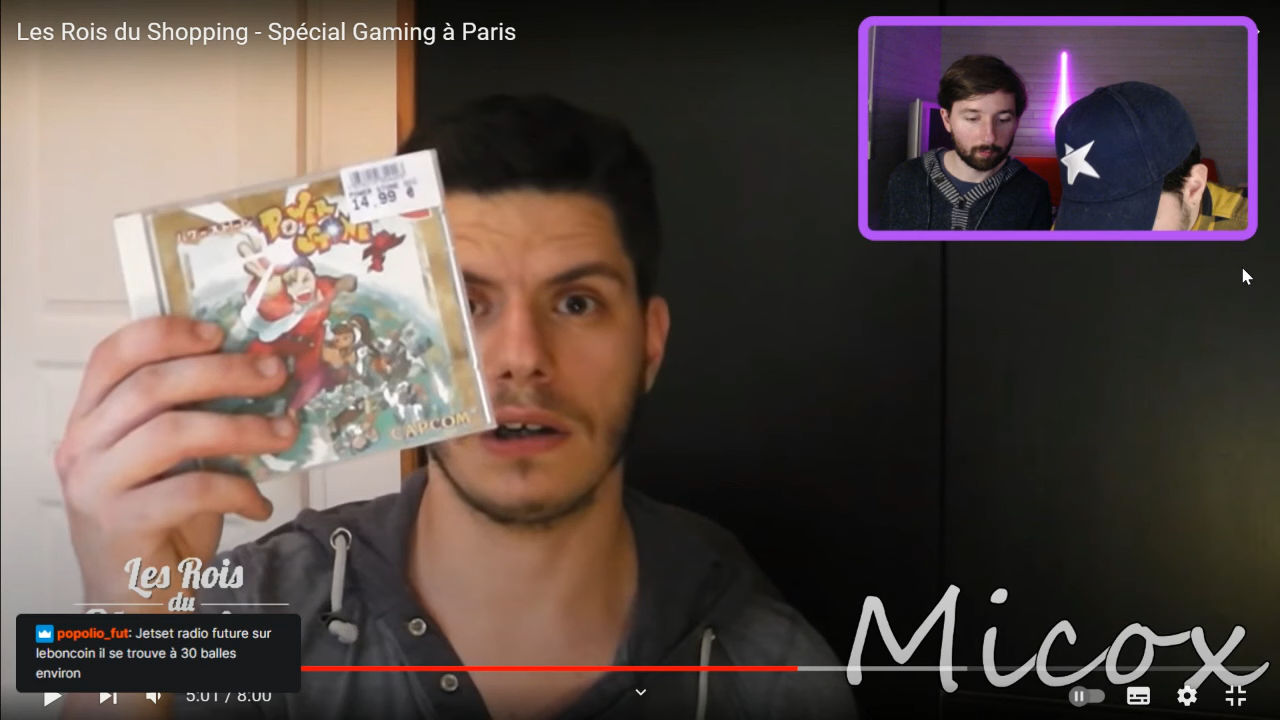 Les Rois du Shopping - Spécial Gaming à Paris
14.99 €
POWER
STONE
CAPCOM
Les Rois
du
popolio_fut: Jetset radio future sur
leboncoin il se trouve à 30 balles
environ
Micox
5:01 / 8:00